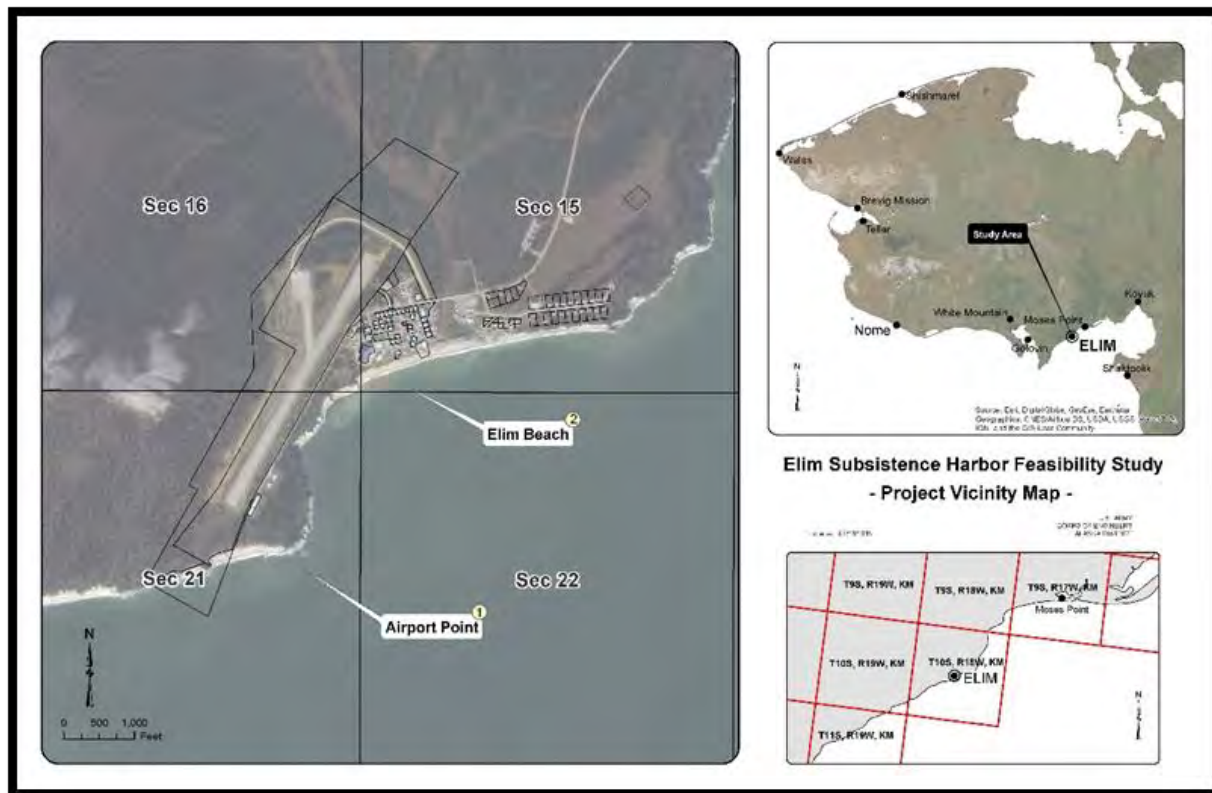 Sec 16
Sec 15
Elim Beach
2
Sec 21
Sec 22
Airport Point
1
N
0 500 1,000
Feet
Shishmaref
Wales
Brevig Mission
Teller
Study Area
Koyuk
White Mountain
Moses Point
Nome
Golovin
ELIM
Shaktoolik
N
Elim Subsistence Harbor Feasibility Study
- Project Vicinity Map -
T9S, R19W, KM
T9S, R18W, KM
T9S, R17W, KM
Moses Point
T10S, R19W, KM
T10S, R18W, KM
ELIM
T11S, R19W, KM
N